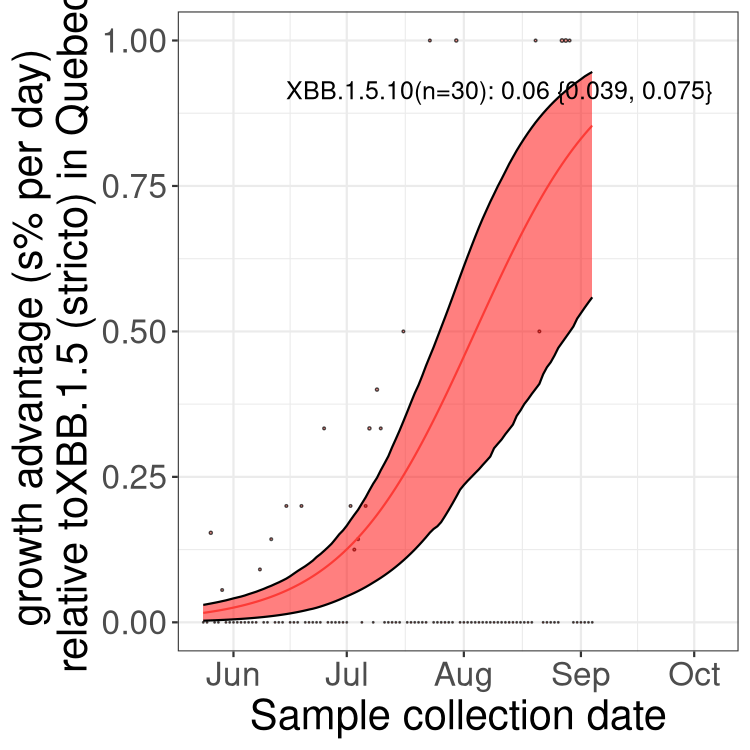 growth advantage (s% per day)
relative toXBB.1.5 (stricto) in Quebec
1.00
0.75
0.50
0.25
0.00
XBB.1.5.10(n=30): 0.06 {0.039, 0.075}
Jun Jul Aug Sep Oct
Sample collection date